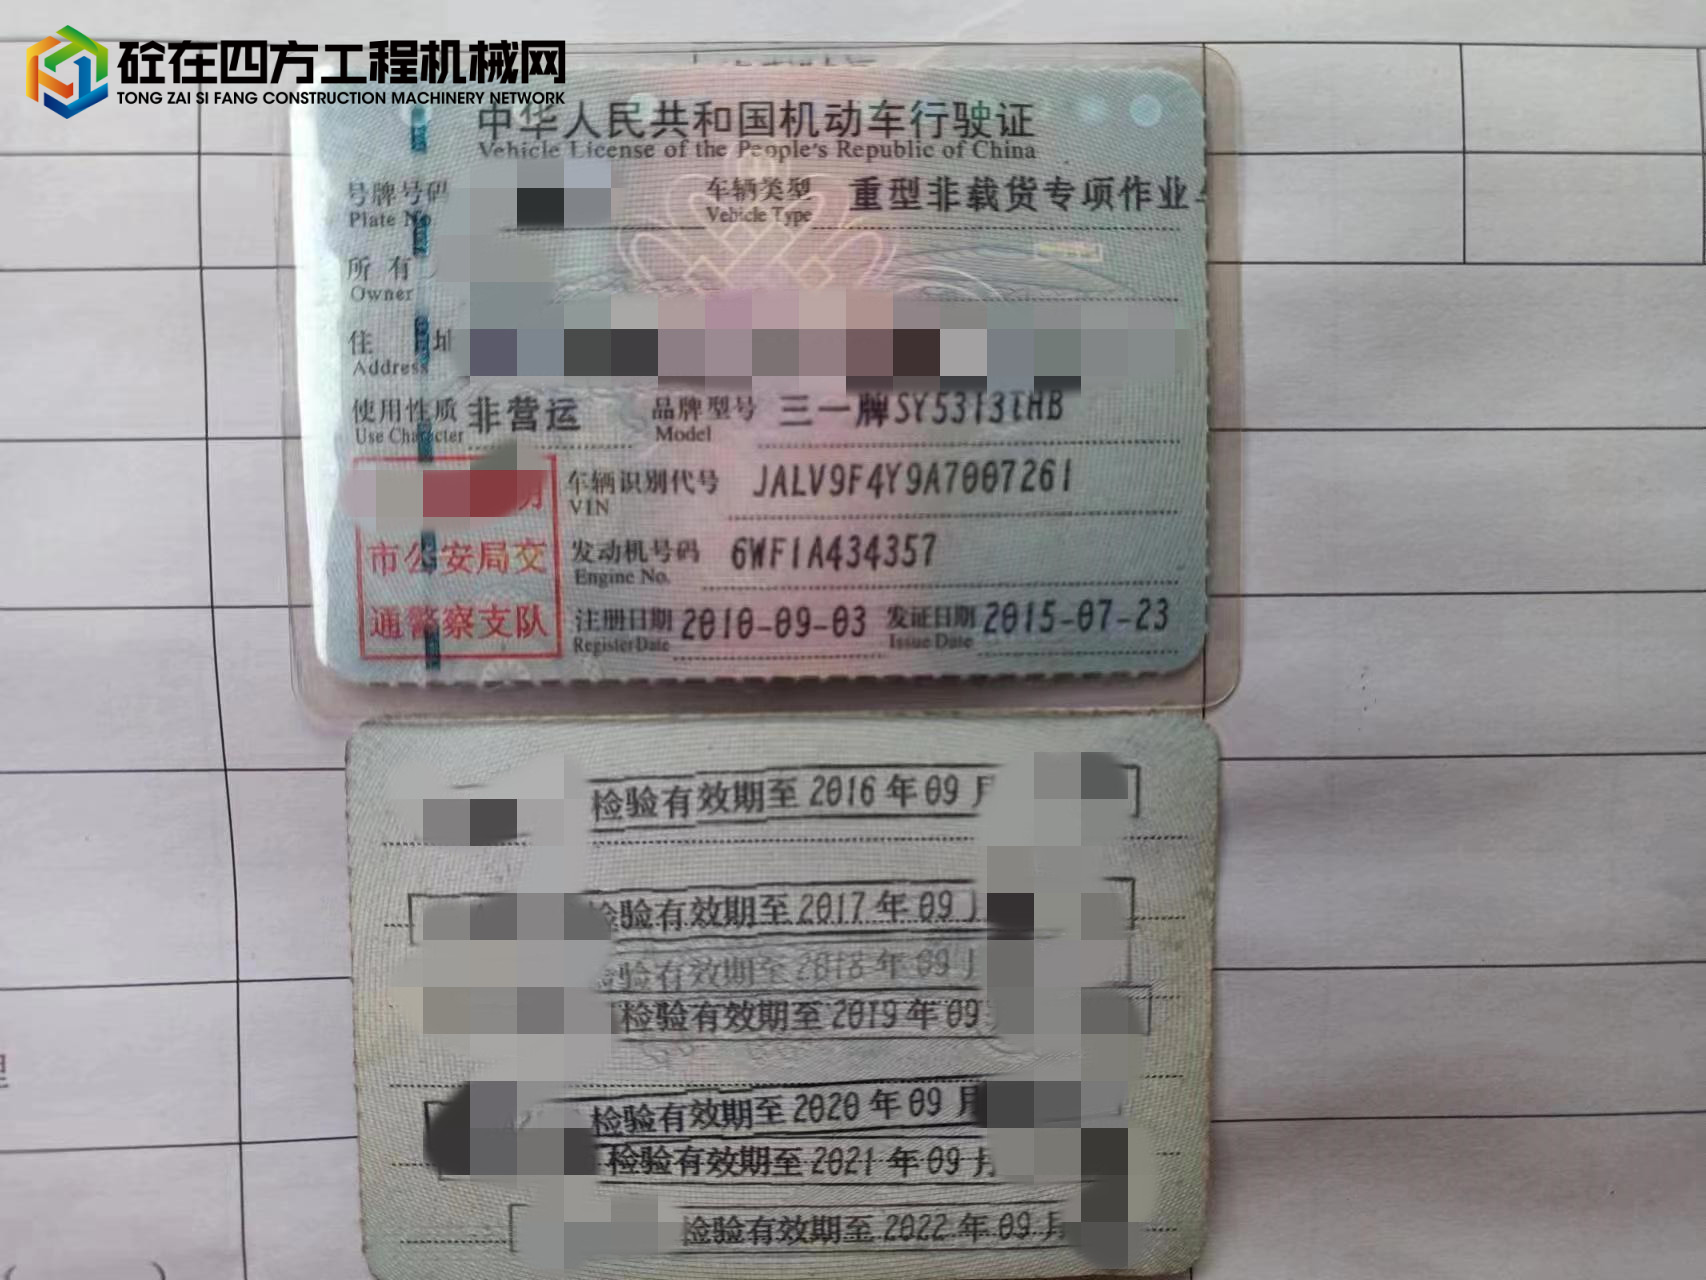 砼在四方工程机械网
TONG ZAI SI FANG CONSTRUCTION MACHINERY NETWORK
中华人民共和国机动车行驶证
Vehicle License of the People's Republic of China
号牌号码 车辆类型 重型非载货专项作业
Plate No. Vehicle Type
所有
Owner
住 址
Address
使用性质 非营运 品牌型号 三一牌SY5313THB
Use Character Model
车辆识别代号 JALV9F4Y9A7007261
VIN
市公安局交
通警察支队
发动机号码 6WF1A434357
Engine No.
注册日期 2010-09-03 发证日期 2015-07-23
Register Date Issue Date
检验有效期至2016年09月
检验有效期至2017年09月
检验有效期至2018年09月
检验有效期至2019年09
检验有效期至2020年09月
检验有效期至2021年09月
检验有效期至2022年09月